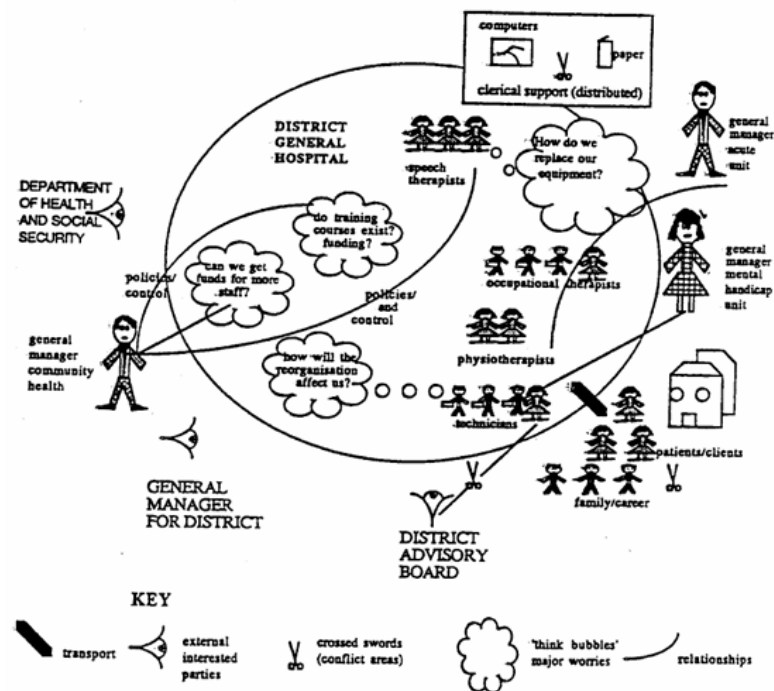 computers
paper
clerical support (distributed)
DISTRICT
GENERAL
HOSPITAL
speech
therapists
How do we
replace our
equipment?
general
manager
acute
unit
DEPARTMENT
OF HEALTH
AND SOCIAL
SECURITY
do training
courses exist?
funding?
can we get
funds for more
staff?
policies/
control
policies/
and
control
occupational therapists
general
manager
mental
handicap
unit
general
manager
community
health
physiotherapists
how will the
reorganisation
affect us?
technicians
patients/clients
family/career
GENERAL
MANAGER
FOR DISTRICT
DISTRICT
ADVISORY
BOARD
KEY
transport
external
interested
parties
crossed swords
(conflict areas)
'think bubbles'
major worries
relationships